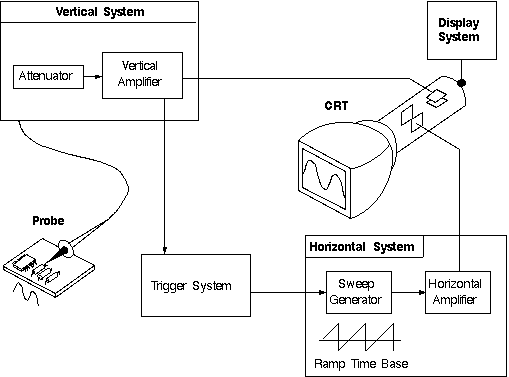 Vertical System
Attenuator
Vertical
Amplifier
Display
System
CRT
Probe
Trigger System
Horizontal System
Sweep
Generator
Horizontal
Amplifier
Ramp Time Base